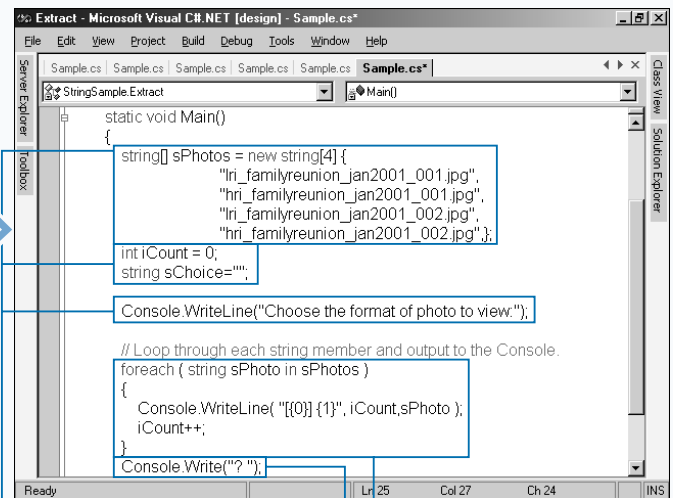 Extract - Microsoft Visual C#.NET [design] - Sample.cs*
File Edit View Project Build Debug Tools Window Help
Sample.cs Sample.cs Sample.cs Sample.cs Sample.cs Sample.cs*
StringSample.Extract Main()
Server Explorer
Toolbox
Class View
Solution Explorer
static void Main()
{
string[] sPhotos = new string[4] {
"lri_familyreunion_jan2001_001.jpg",
"hri_familyreunion_jan2001_001.jpg",
"lri_familyreunion_jan2001_002.jpg",
"hri_familyreunion_jan2001_002.jpg",};
int iCount = 0;
string sChoice="";
Console.WriteLine("Choose the format of photo to view:");
// Loop through each string member and output to the Console.
foreach ( string sPhoto in sPhotos )
{
Console.WriteLine( "[{0}] {1}", iCount,sPhoto );
iCount++;
}
Console.Write("? ");
Ready Ln 25 Col 27 Ch 24 INS